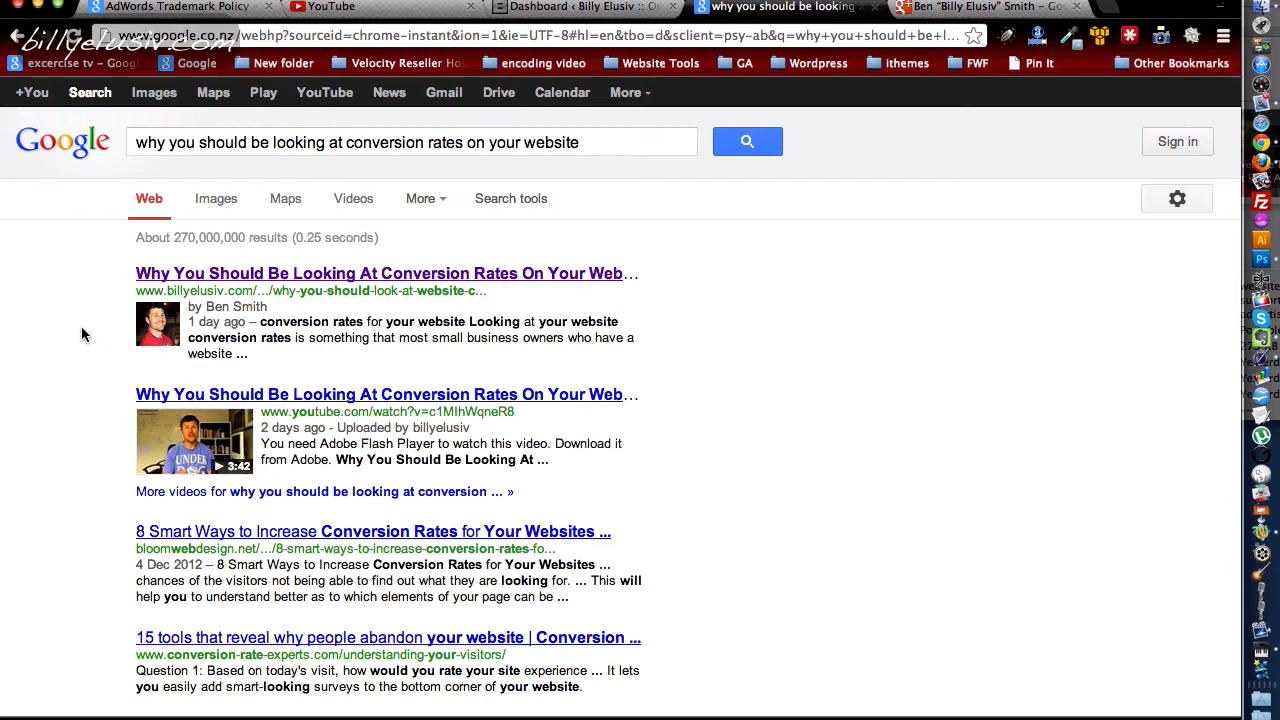 AdWords Trademark Policy
YouTube
Dashboard ‹ Billy Elusiv :: O
why you should be looking
Ben "Billy Elusiv" Smith – Go
billyelusiv.com
www.google.co.nz/webhp?sourceid=chrome-instant&ion=1&ie=UTF-8#hl=en&tbo=d&sclient=psy-ab&q=why+you+should+be+l...
excercise tv – Googl
Google
New folder
Velocity Reseller Ho
encoding video
Website Tools
GA
Wordpress
ithemes
FWF
Pin It
Other Bookmarks
+You Search Images Maps Play YouTube News Gmail Drive Calendar More
Google
why you should be looking at conversion rates on your website
Sign in
Web Images Maps Videos More Search tools
About 270,000,000 results (0.25 seconds)
Why You Should Be Looking At Conversion Rates On Your Web...
www.billyelusiv.com/.../why-you-should-look-at-website-c...
by Ben Smith
1 day ago – conversion rates for your website Looking at your website
conversion rates is something that most small business owners who have a
website ...
Why You Should Be Looking At Conversion Rates On Your Web...
www.youtube.com/watch?v=c1MIhWqneR8
2 days ago - Uploaded by billyelusiv
You need Adobe Flash Player to watch this video. Download it
from Adobe. Why You Should Be Looking At ...
UNDER
3:42
More videos for why you should be looking at conversion ... »
8 Smart Ways to Increase Conversion Rates for Your Websites ...
bloomwebdesign.net/.../8-smart-ways-to-increase-conversion-rates-fo...
4 Dec 2012 – 8 Smart Ways to Increase Conversion Rates for Your Websites ...
chances of the visitors not being able to find out what they are looking for. ... This will
help you to understand better as to which elements of your page can be ...
15 tools that reveal why people abandon your website | Conversion ...
www.conversion-rate-experts.com/understanding-your-visitors/
Question 1: Based on today's visit, how would you rate your site experience ... It lets
you easily add smart-looking surveys to the bottom corner of your website.
Fz
Ai
Ps